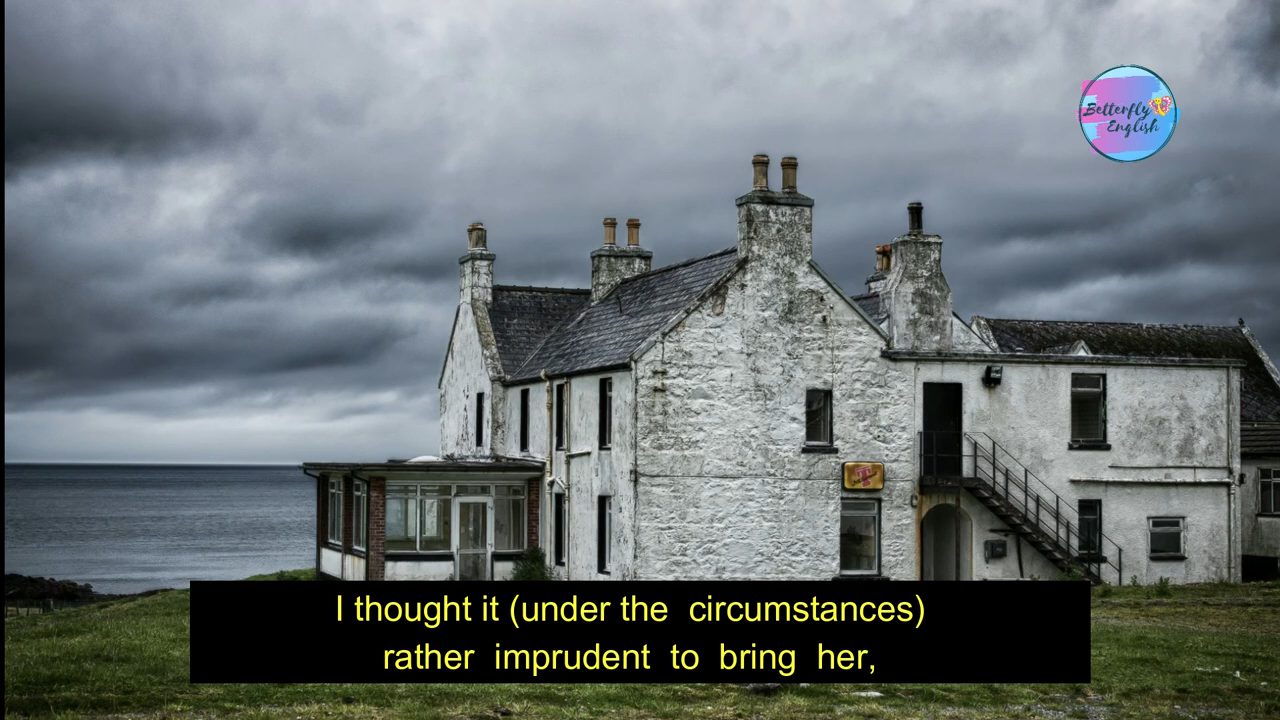 Betterfly
English
I thought it (under the circumstances)
rather imprudent to bring her,